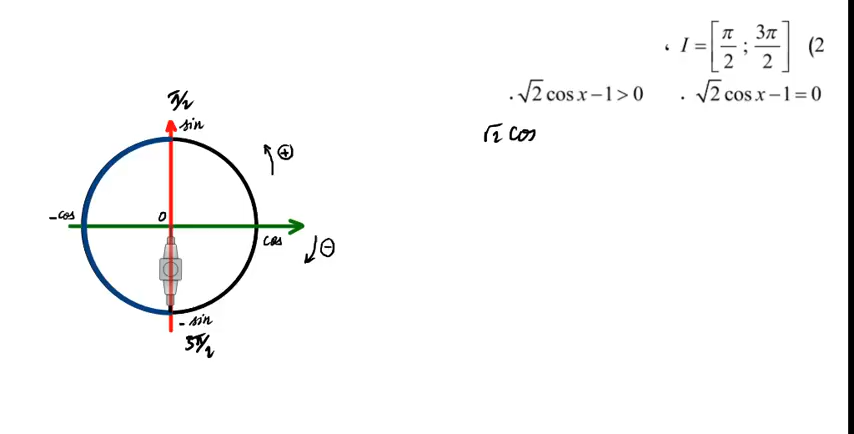 (2 I = [π/2 ; 3π/2] ،
. √2 cos x − 1 > 0 . √2 cos x − 1 = 0
√2 cos
π/2
sin
⊕
-cos
0
cos
⊖
- sin
3π/2